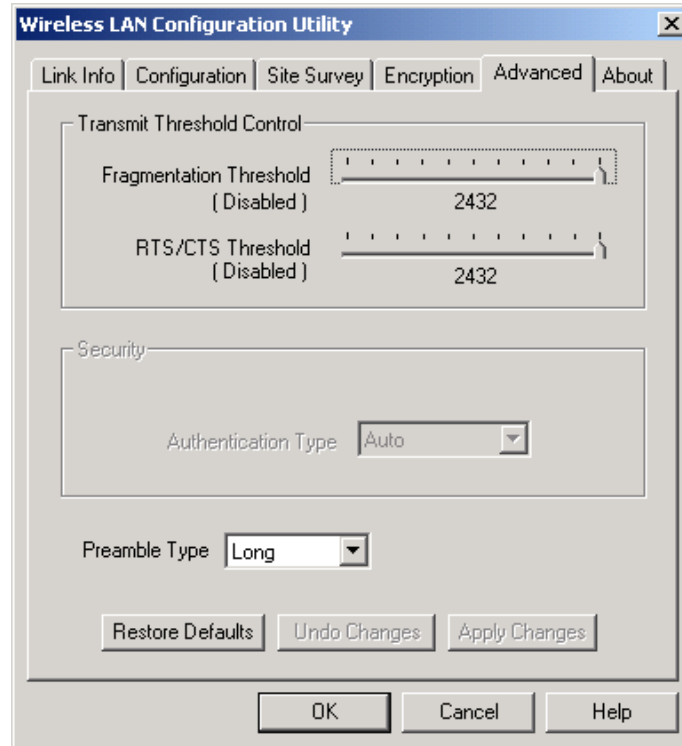 Wireless LAN Configuration Utility
Link Info Configuration Site Survey Encryption Advanced About
Transmit Threshold Control
Fragmentation Threshold
( Disabled )
2432
RTS/CTS Threshold
( Disabled )
2432
Security
Authentication Type Auto
Preamble Type Long
Restore Defaults Undo Changes Apply Changes
OK Cancel Help